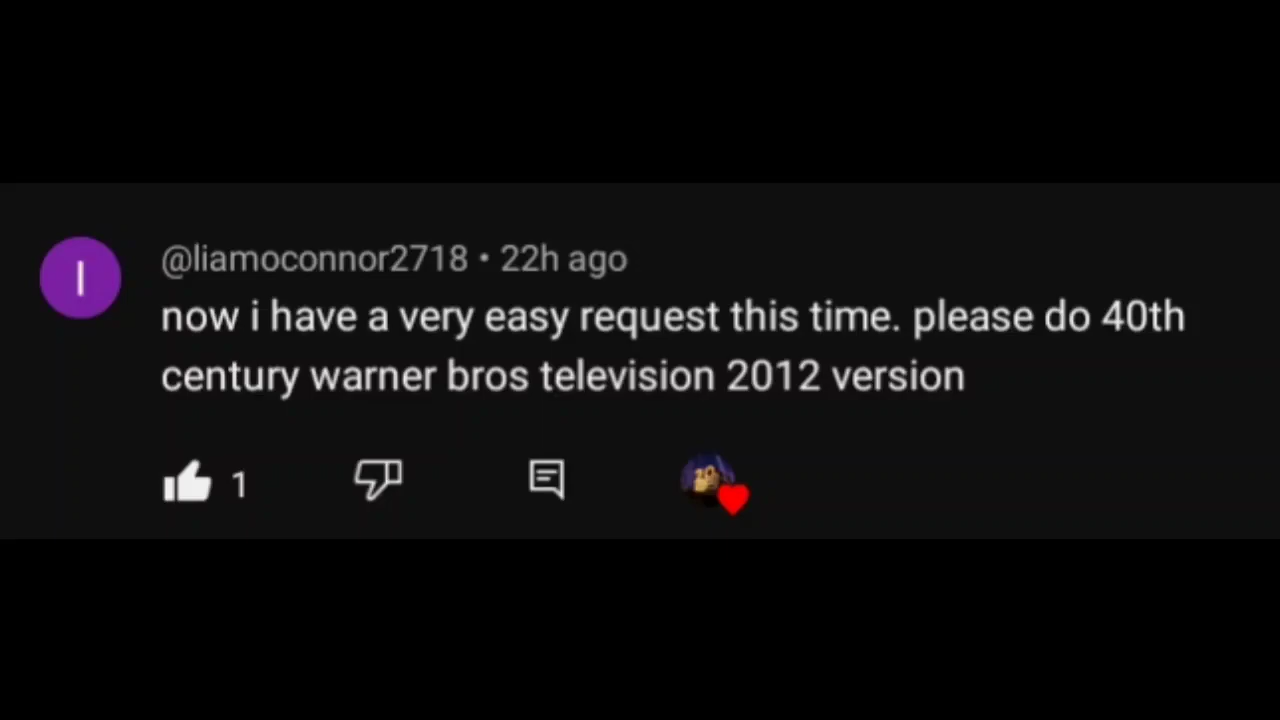 l
@liamoconnor2718 • 22h ago
now i have a very easy request this time. please do 40th
century warner bros television 2012 version
1